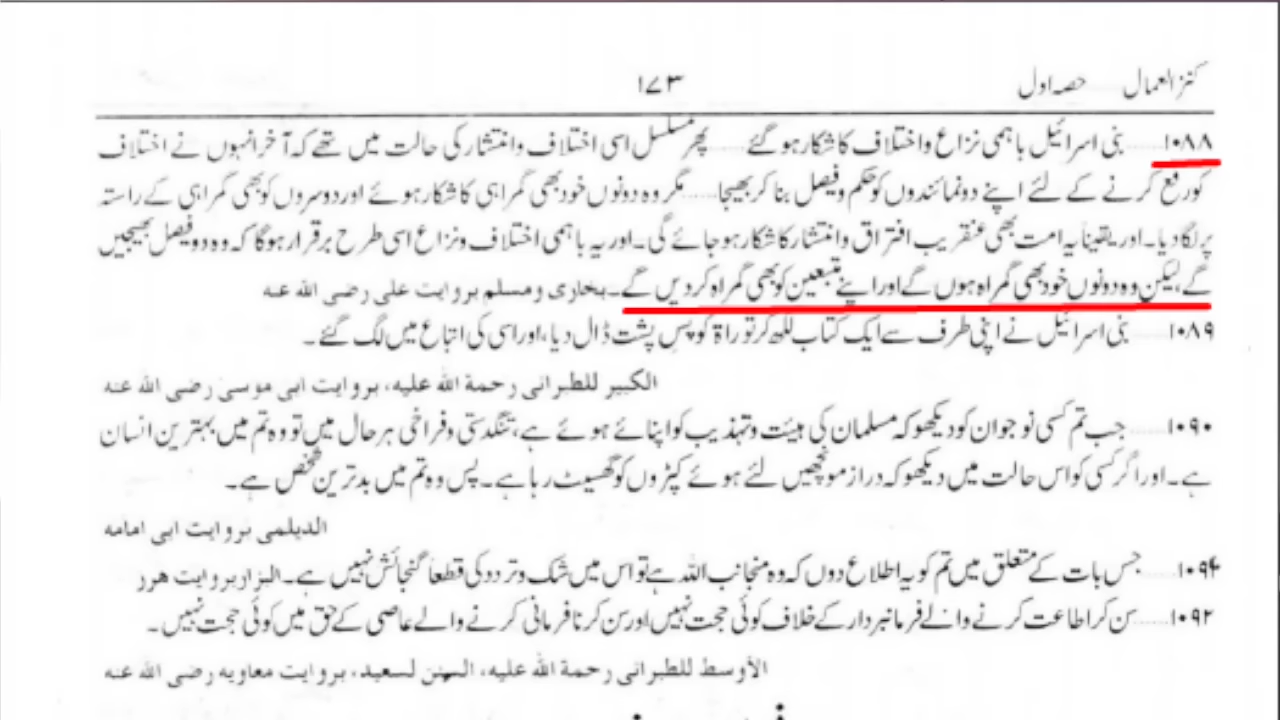 کنز العمال ..... حصہ اول ۱۷۳
۱۰۸۸..... بنی اسرائیل باہمی نزاع واختلاف کا شکار ہو گئے ..... پھر مسلسل اسی اختلاف وانتشار کی حالت میں تھے کہ آخر انہوں نے اختلاف
کو رفع کرنے کے لئے اپنے دو نمائندوں کو حکم وفیصل بنا کر بھیجا ..... مگر وہ دونوں خود بھی گمراہی کا شکار ہوئے اور دوسروں کو بھی گمراہی کے راستہ
پر لگا دیا۔ اور یقیناً یہ امت بھی عنقریب افتراق وانتشار کا شکار ہو جائے گی۔ اور یہ باہمی اختلاف ونزاع اسی طرح برقرار ہوگا کہ وہ دو فیصل بھیجیں
گے، لیکن وہ دونوں خود بھی گمراہ ہوں گے اور اپنے متبعین کو بھی گمراہ کر دیں گے۔ بخاری ومسلم بروایت علی رضی اللہ عنہ
۱۰۸۹..... بنی اسرائیل نے اپنی طرف سے ایک کتاب لکھ کر توراۃ کو پس پشت ڈال دیا، اور اسی کی اتباع میں لگ گئے۔
الکبیر للطبرانی رحمة اللہ علیہ، بروایت ابی موسیٰ رضی اللہ عنہ
۱۰۹۰..... جب تم کسی نوجوان کو دیکھو کہ مسلمان کی ہیئت وتہذیب کو اپنائے ہوئے ہے، تنگدستی وفراخی ہر حال میں تو وہ تم میں بہترین انسان
ہے۔ اور اگر کسی کو اس حالت میں دیکھو کہ دراز مونچھیں لئے ہوئے کپڑوں کو گھسیٹ رہا ہے۔ پس وہ تم میں بدترین شخص ہے۔
الدیلمی بروایت ابی امامہ
۱۰۹۴..... جس بات کے متعلق میں تم کو یہ اطلاع دوں کہ وہ منجانب اللہ ہے تو اس میں شک وتردد کی قطعاً گنجائش نہیں ہے۔ البزار بروایت
۱۰۹۲..... سن کر اطاعت کرنے والے فرمانبردار کے خلاف کوئی حجت نہیں اور سن کر نافرمانی کرنے والے عاصی کے حق میں کوئی حجت نہیں۔
الأوسط للطبرانی رحمة اللہ علیہ، السنن لسعید، بروایت معاویہ رضی اللہ عنہ